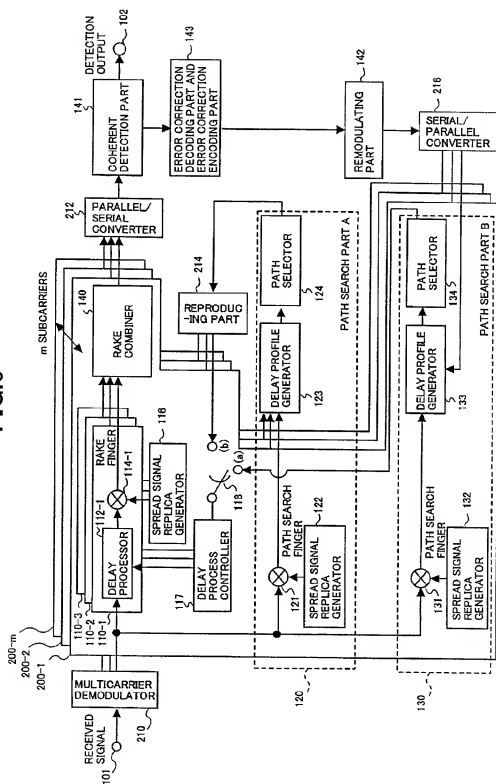 RECEIVED SIGNAL
101
MULTICARRIER DEMODULATOR
210
200-m
200-2
200-1
110-3
110-2
110-1
112-1
DELAY PROCESSOR
RAKE FINGER
114-1
116
SPREAD SIGNAL REPLICA GENERATOR
117
DELAY PROCESS CONTROLLER
118
(a)
(b)
m SUBCARRIERS
140
RAKE COMBINER
212
PARALLEL/ SERIAL CONVERTER
141
COHERENT DETECTION PART
DETECTION OUTPUT
102
143
ERROR CORRECTION DECODING PART AND ERROR CORRECTION ENCODING PART
142
REMODULATING PART
216
SERIAL/ PARALLEL CONVERTER
214
REPRODUC- -ING PART
120
121
PATH SEARCH FINGER
122
SPREAD SIGNAL REPLICA GENERATOR
DELAY PROFILE GENERATOR
123
PATH SELECTOR
124
PATH SEARCH PART A
130
131
PATH SEARCH FINGER
132
SPREAD SIGNAL REPLICA GENERATOR
DELAY PROFILE GENERATOR
133
PATH SELECTOR
134
PATH SEARCH PART B